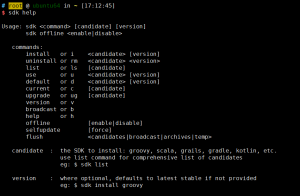 # root @ ubuntu64 in ~ [17:12:45]
$ sdk help
Usage: sdk <command> [candidate] [version]
sdk offline <enable|disable>
commands:
install or i <candidate> [version]
uninstall or rm <candidate> <version>
list or ls [candidate]
use or u <candidate> [version]
default or d <candidate> [version]
current or c [candidate]
upgrade or ug [candidate]
version or v
broadcast or b
help or h
offline [enable|disable]
selfupdate [force]
flush <candidates|broadcast|archives|temp>
candidate : the SDK to install: groovy, scala, grails, gradle, kotlin, etc.
use list command for comprehensive list of candidates
eg: $ sdk list
version : where optional, defaults to latest stable if not provided
eg: $ sdk install groovy